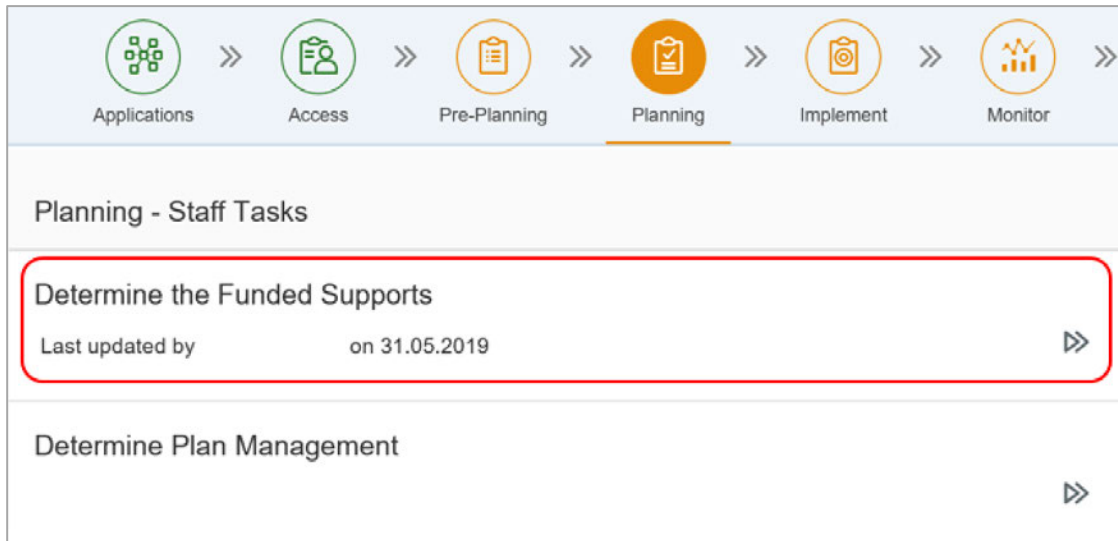 Applications Access Pre-Planning Planning Implement Monitor
Planning - Staff Tasks
Determine the Funded Supports
Last updated by on 31.05.2019
Determine Plan Management